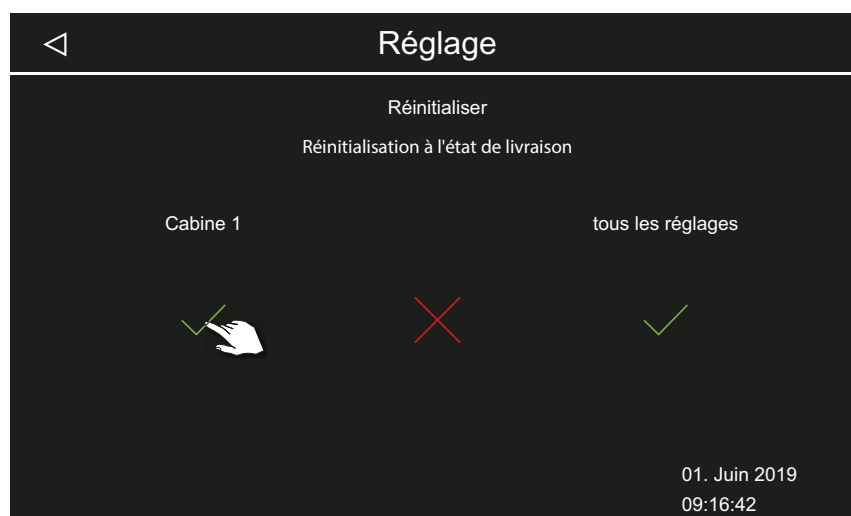 Réglage
Réinitialiser
Réinitialisation à l'état de livraison
Cabine 1
tous les réglages
01. Juin 2019
09:16:42